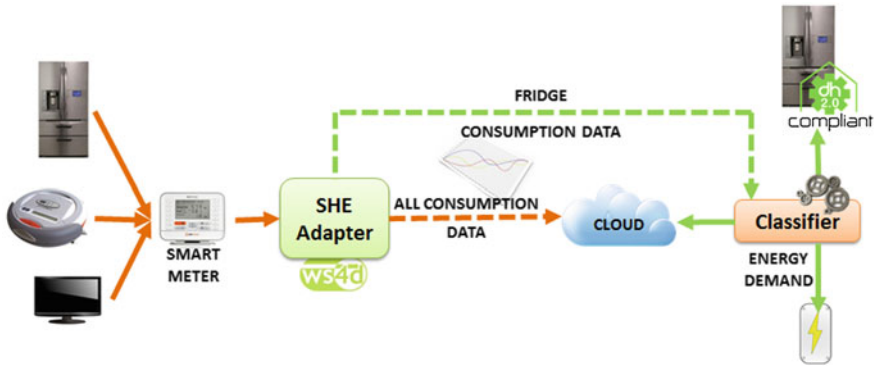 FRIDGE
CONSUMPTION DATA
dh
2.0
compliant
SMART
METER
SHE
Adapter
ws4d
ALL CONSUMPTION
DATA
CLOUD
Classifier
ENERGY
DEMAND